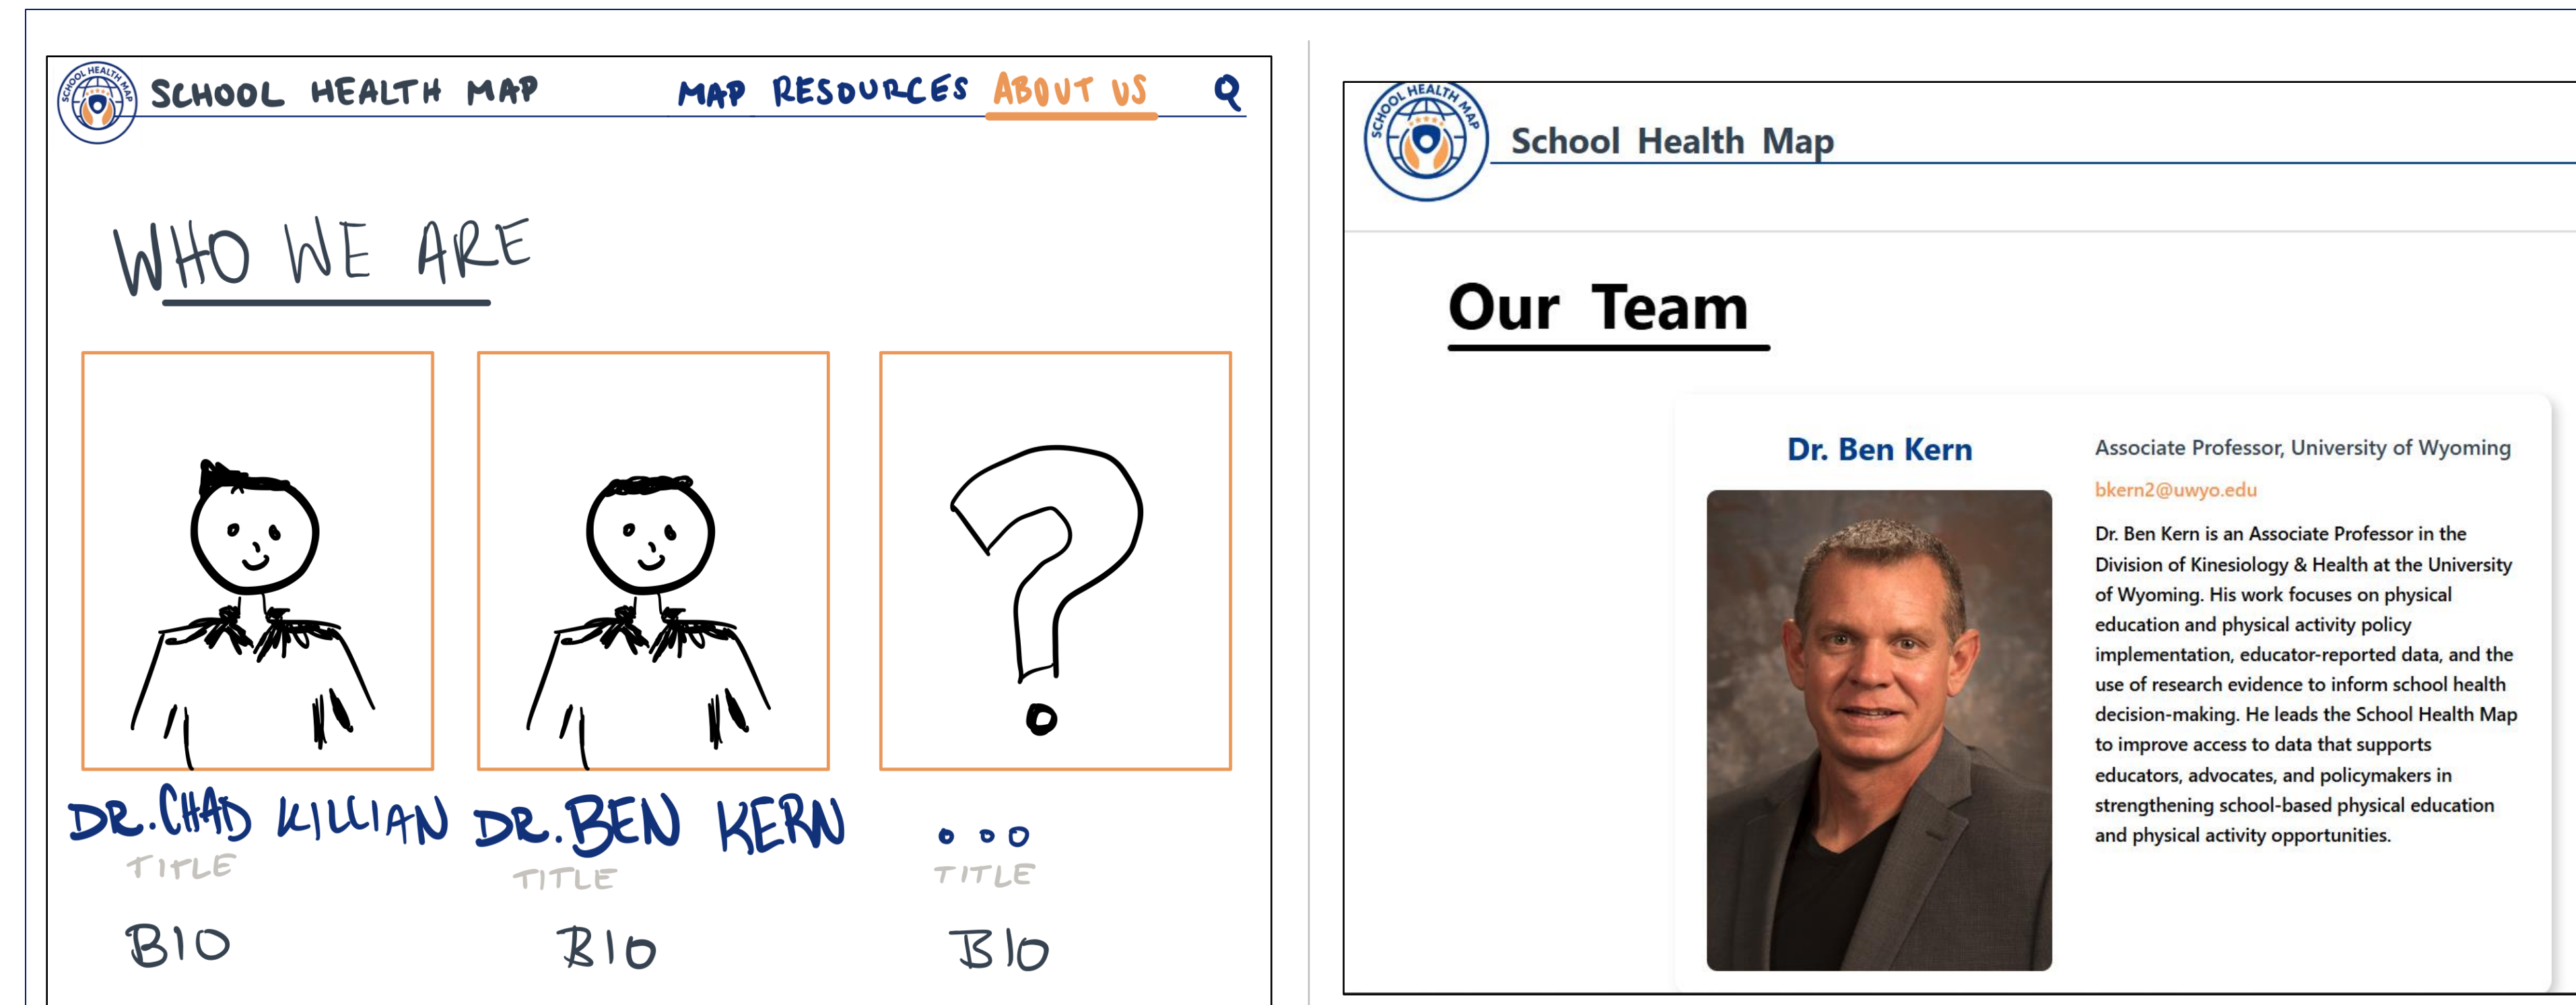 SCHOOL HEALTH MAP
SCHOOL HEALTH MAP MAP RESOURCES ABOUT US
WHO WE ARE
DR. CHAD KILLIAN DR. BEN KERN ...
TITLE TITLE TITLE
BIO BIO BIO
SCHOOL HEALTH MAP
School Health Map
Our Team
Dr. Ben Kern
Associate Professor, University of Wyoming
bkern2@uwyo.edu
Dr. Ben Kern is an Associate Professor in the
Division of Kinesiology & Health at the University
of Wyoming. His work focuses on physical
education and physical activity policy
implementation, educator-reported data, and the
use of research evidence to inform school health
decision-making. He leads the School Health Map
to improve access to data that supports
educators, advocates, and policymakers in
strengthening school-based physical education
and physical activity opportunities.